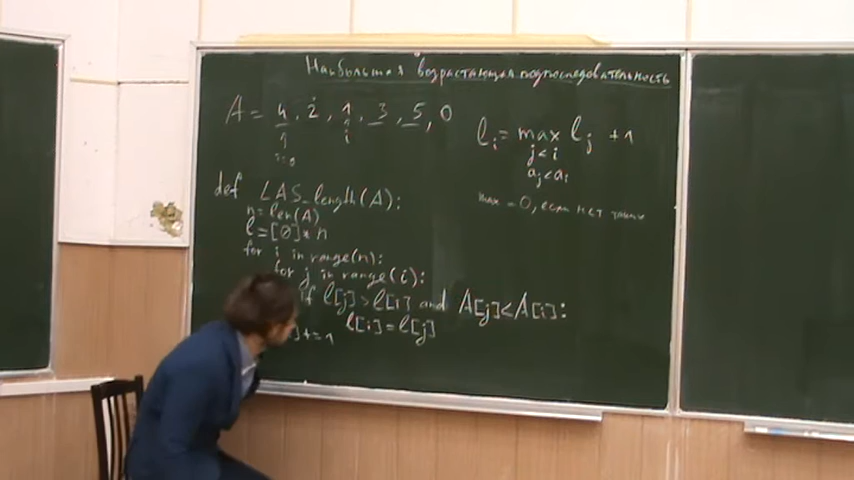 Наибольшая возрастающая подпоследовательность
A = 4, 2, 1, 3, 5, 0
i
l_i = max l_j + 1
j < i
a_j < a_i
max = 0, если нет таких
def LAS_length(A):
n = len(A)
l = [0] * n
for i in range(n):
for j in range(i):
if l[j] > l[i] and A[j] < A[i]:
l[i] = l[j]
] += 1